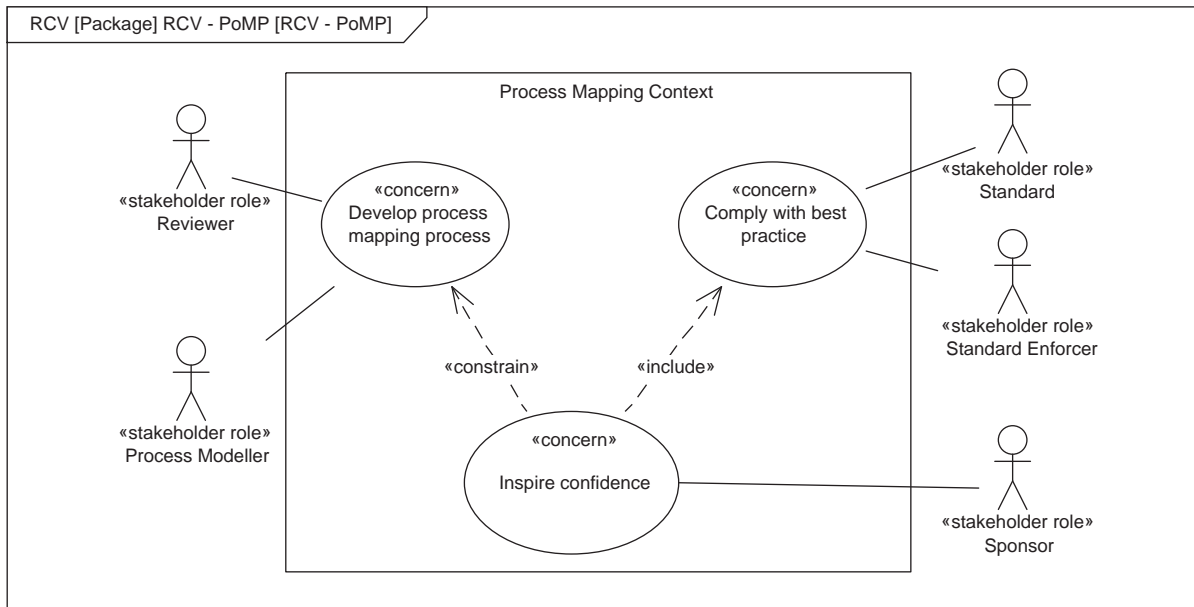 RCV [Package] RCV - PoMP [RCV - PoMP]
Process Mapping Context
«stakeholder role»
Reviewer
«concern»
Develop process
mapping process
«concern»
Comply with best
practice
«stakeholder role»
Standard
«stakeholder role»
Standard Enforcer
«constrain»
«include»
«stakeholder role»
Process Modeller
«concern»
Inspire confidence
«stakeholder role»
Sponsor